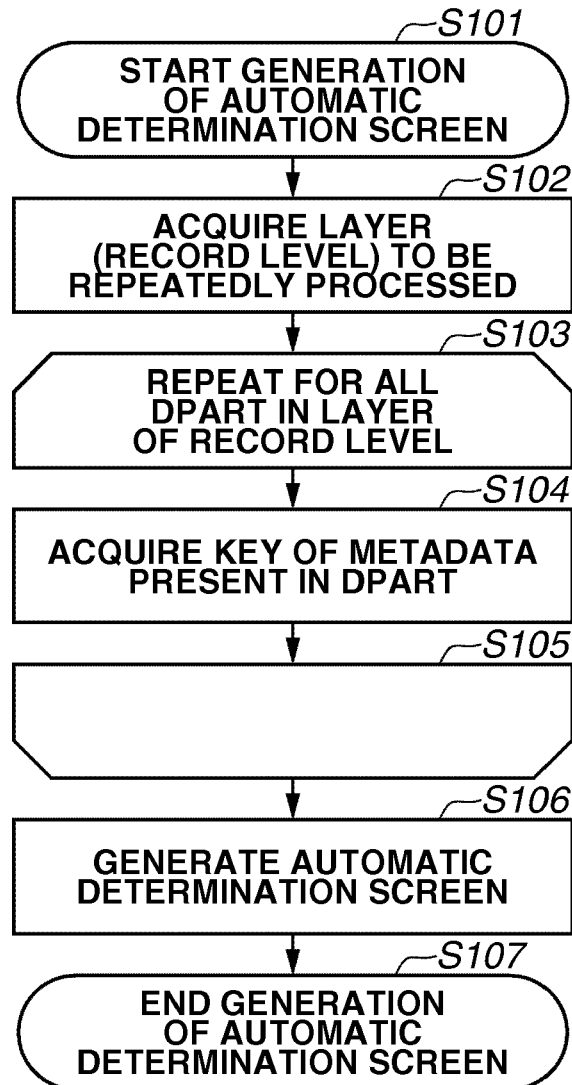 S101
START GENERATION
OF AUTOMATIC
DETERMINATION SCREEN
S102
ACQUIRE LAYER
(RECORD LEVEL) TO BE
REPEATEDLY PROCESSED
S103
REPEAT FOR ALL
DPART IN LAYER
OF RECORD LEVEL
S104
ACQUIRE KEY OF METADATA
PRESENT IN DPART
S105
S106
GENERATE AUTOMATIC
DETERMINATION SCREEN
S107
END GENERATION
OF AUTOMATIC
DETERMINATION SCREEN